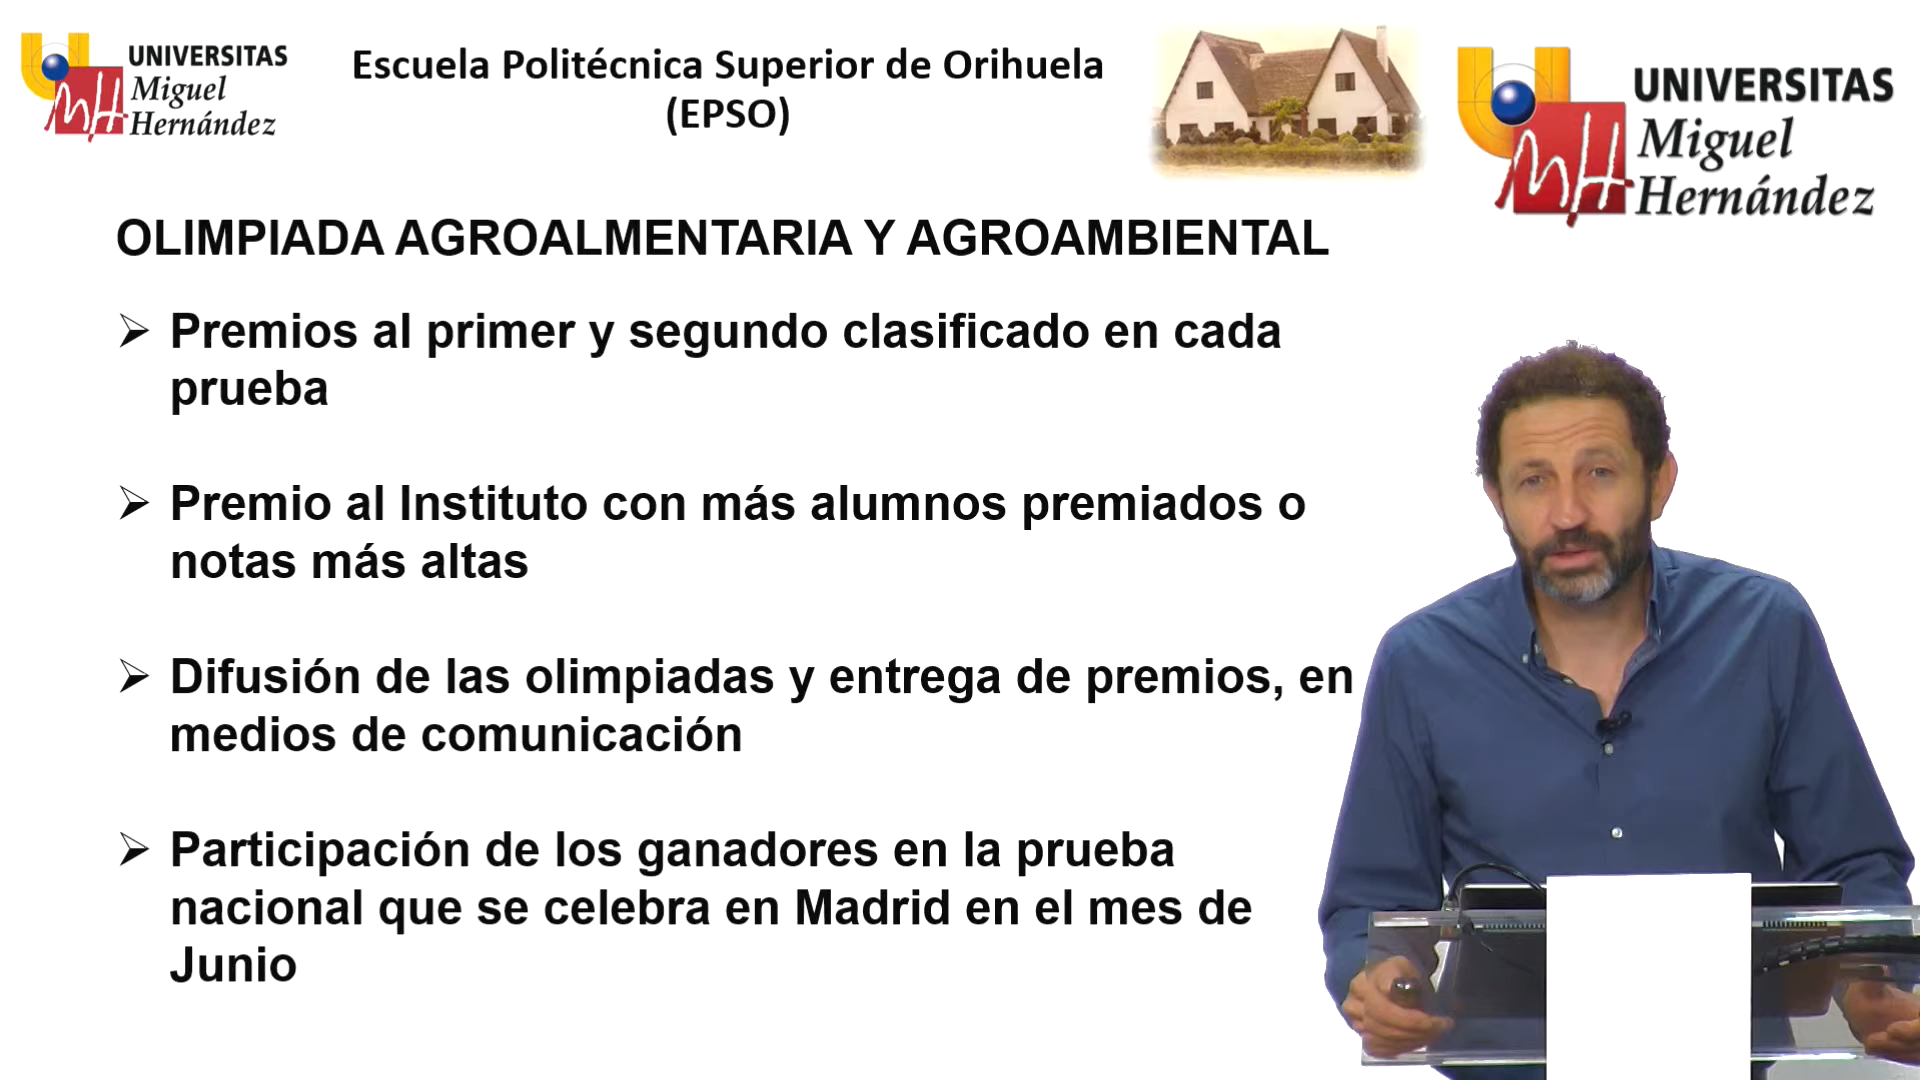 UNIVERSITAS
Miguel
Hernández
Escuela Politécnica Superior de Orihuela
(EPSO)
UNIVERSITAS
Miguel
Hernández
OLIMPIADA AGROALMENTARIA Y AGROAMBIENTAL
➢ Premios al primer y segundo clasificado en cada
prueba
➢ Premio al Instituto con más alumnos premiados o
notas más altas
➢ Difusión de las olimpiadas y entrega de premios, en
medios de comunicación
➢ Participación de los ganadores en la prueba
nacional que se celebra en Madrid en el mes de
Junio